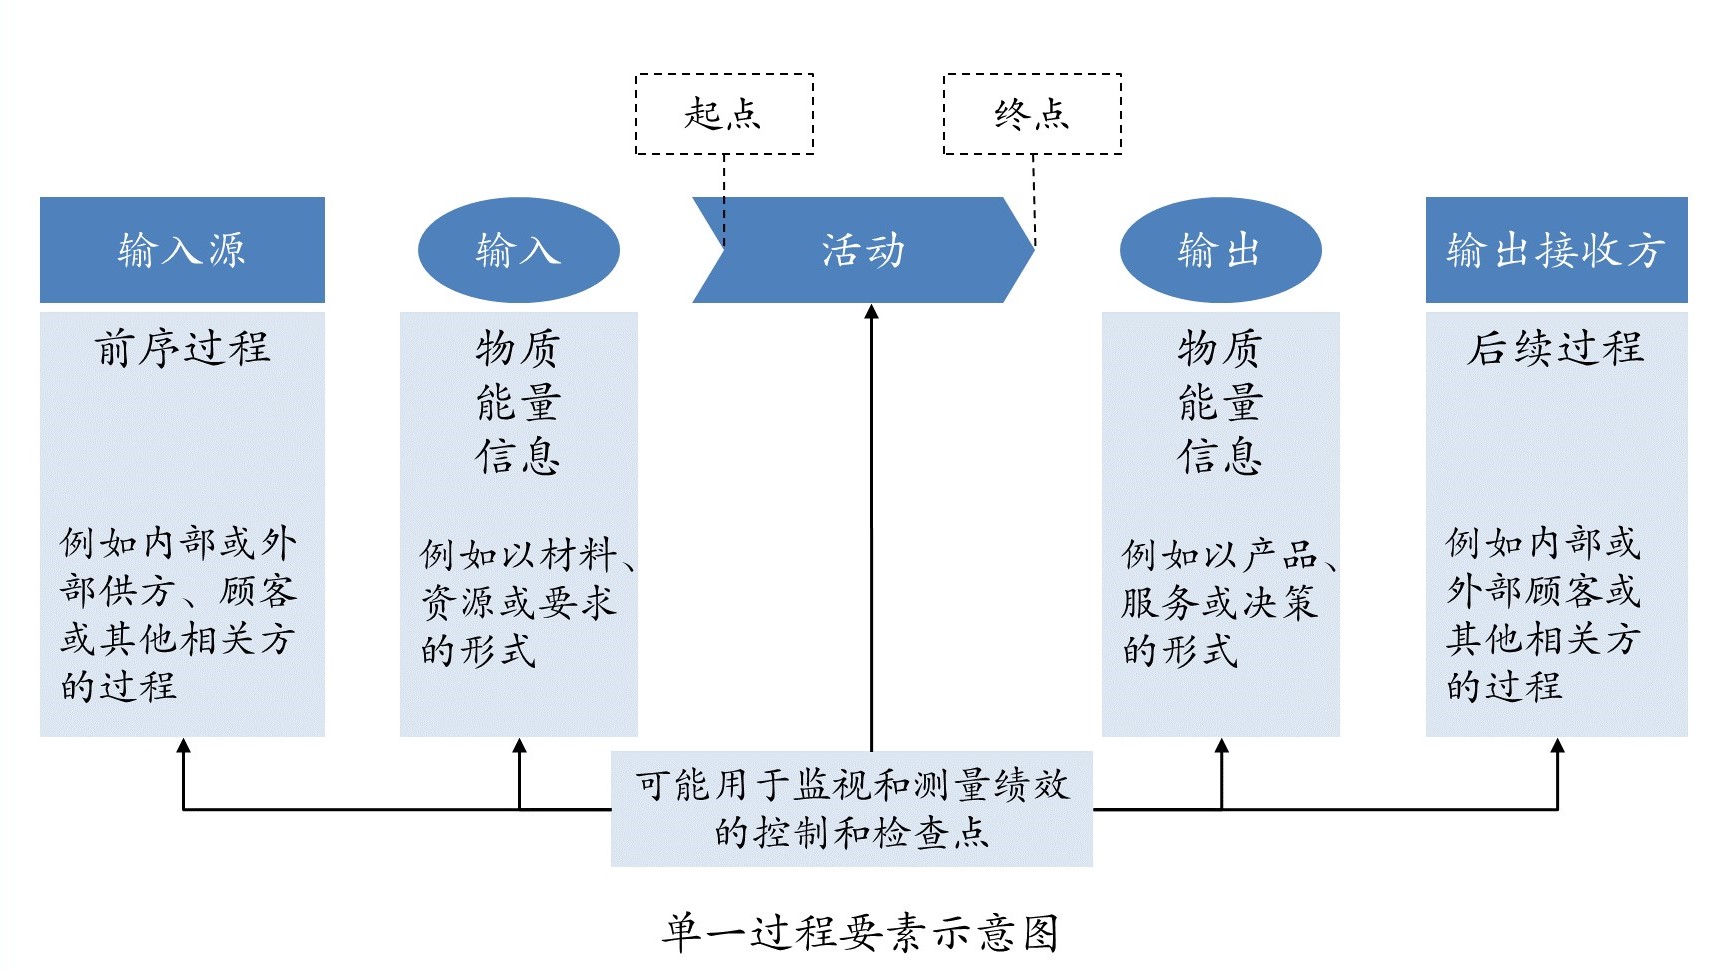 起点
终点
输入源
输入
活动
输出
输出接收方
前序过程
例如内部或外
部供方、顾客
或其他相关方
的过程
物质
能量
信息
例如以材料、
资源或要求
的形式
物质
能量
信息
例如以产品、
服务或决策
的形式
后续过程
例如内部或
外部顾客或
其他相关方
的过程
可能用于监视和测量绩效
的控制和检查点
单一过程要素示意图